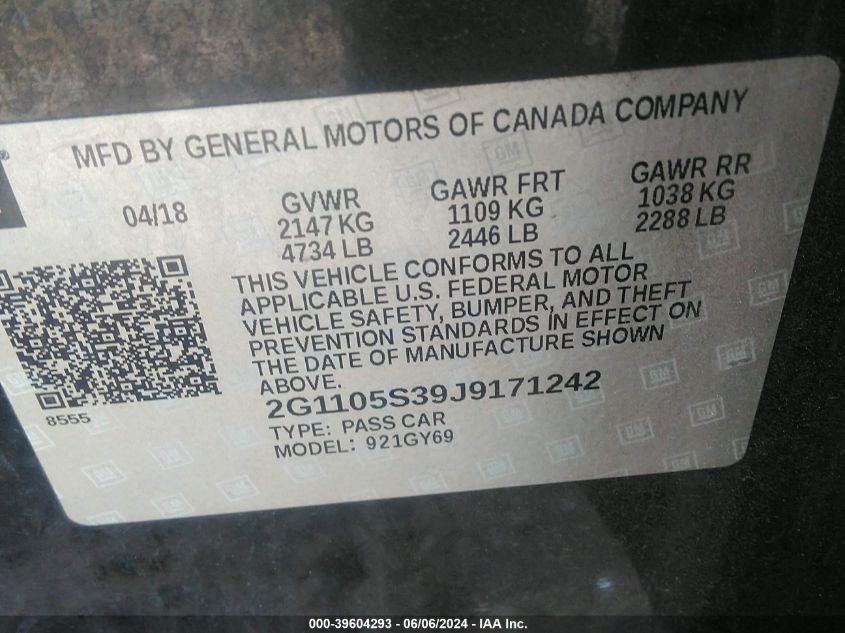 MFD BY GENERAL MOTORS OF CANADA COMPANY
04/18 GVWR GAWR FRT GAWR RR
2147 KG 1109 KG 1038 KG
4734 LB 2446 LB 2288 LB
THIS VEHICLE CONFORMS TO ALL
APPLICABLE U.S. FEDERAL MOTOR
VEHICLE SAFETY, BUMPER, AND THEFT
PREVENTION STANDARDS IN EFFECT ON
THE DATE OF MANUFACTURE SHOWN
ABOVE.
8555
2G1105S39J9171242
TYPE: PASS CAR
MODEL: 921GY69
000-39604293 - 06/06/2024 - IAA Inc.